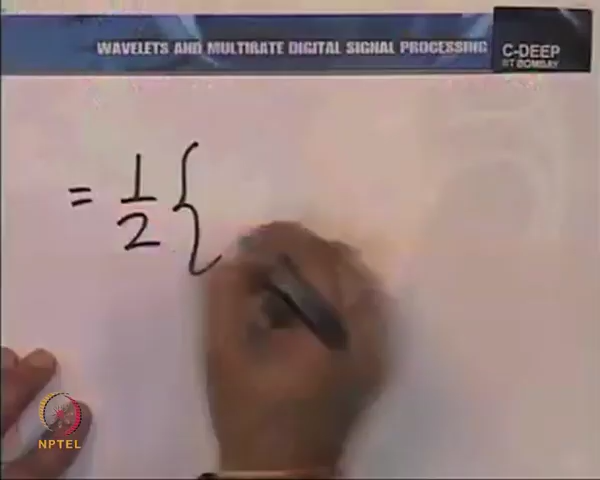 WAVELETS AND MULTIRATE DIGITAL SIGNAL PROCESSING
C-DEEP
IIT BOMBAY
= 1/2 {
NPTEL